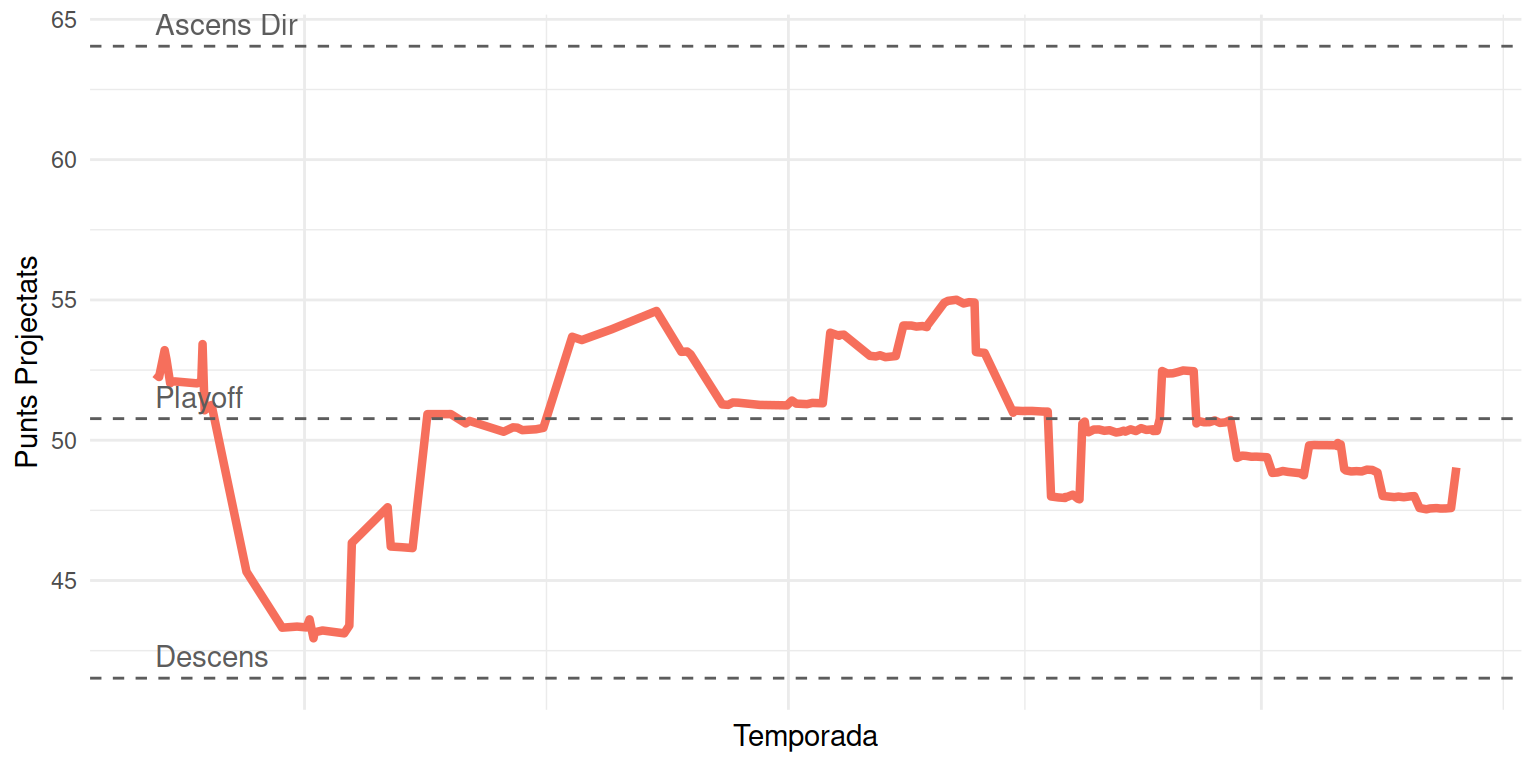 65
Ascens Dir
60
55
Playoff
50
45
Descens
Punts Projectats
Temporada